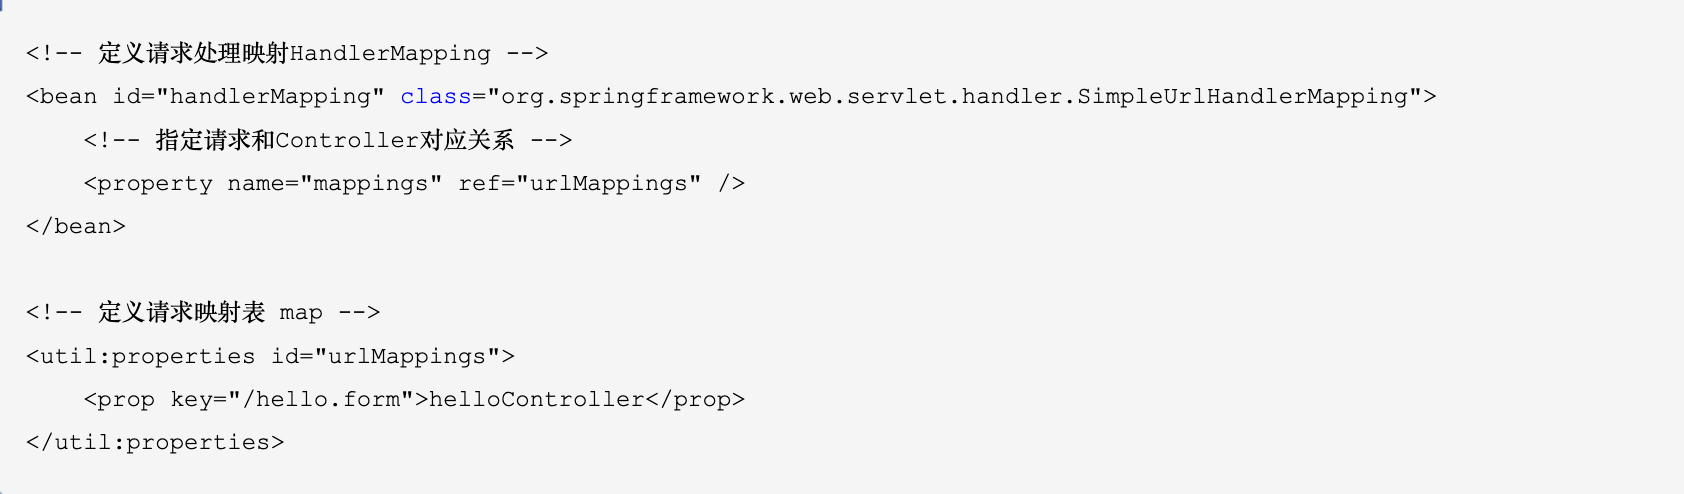 <!-- 定义请求处理映射HandlerMapping -->
<bean id="handlerMapping" class="org.springframework.web.servlet.handler.SimpleUrlHandlerMapping">
    <!-- 指定请求和Controller对应关系 -->
    <property name="mappings" ref="urlMappings" />
</bean>
<!-- 定义请求映射表 map -->
<util:properties id="urlMappings">
    <prop key="/hello.form">helloController</prop>
</util:properties>